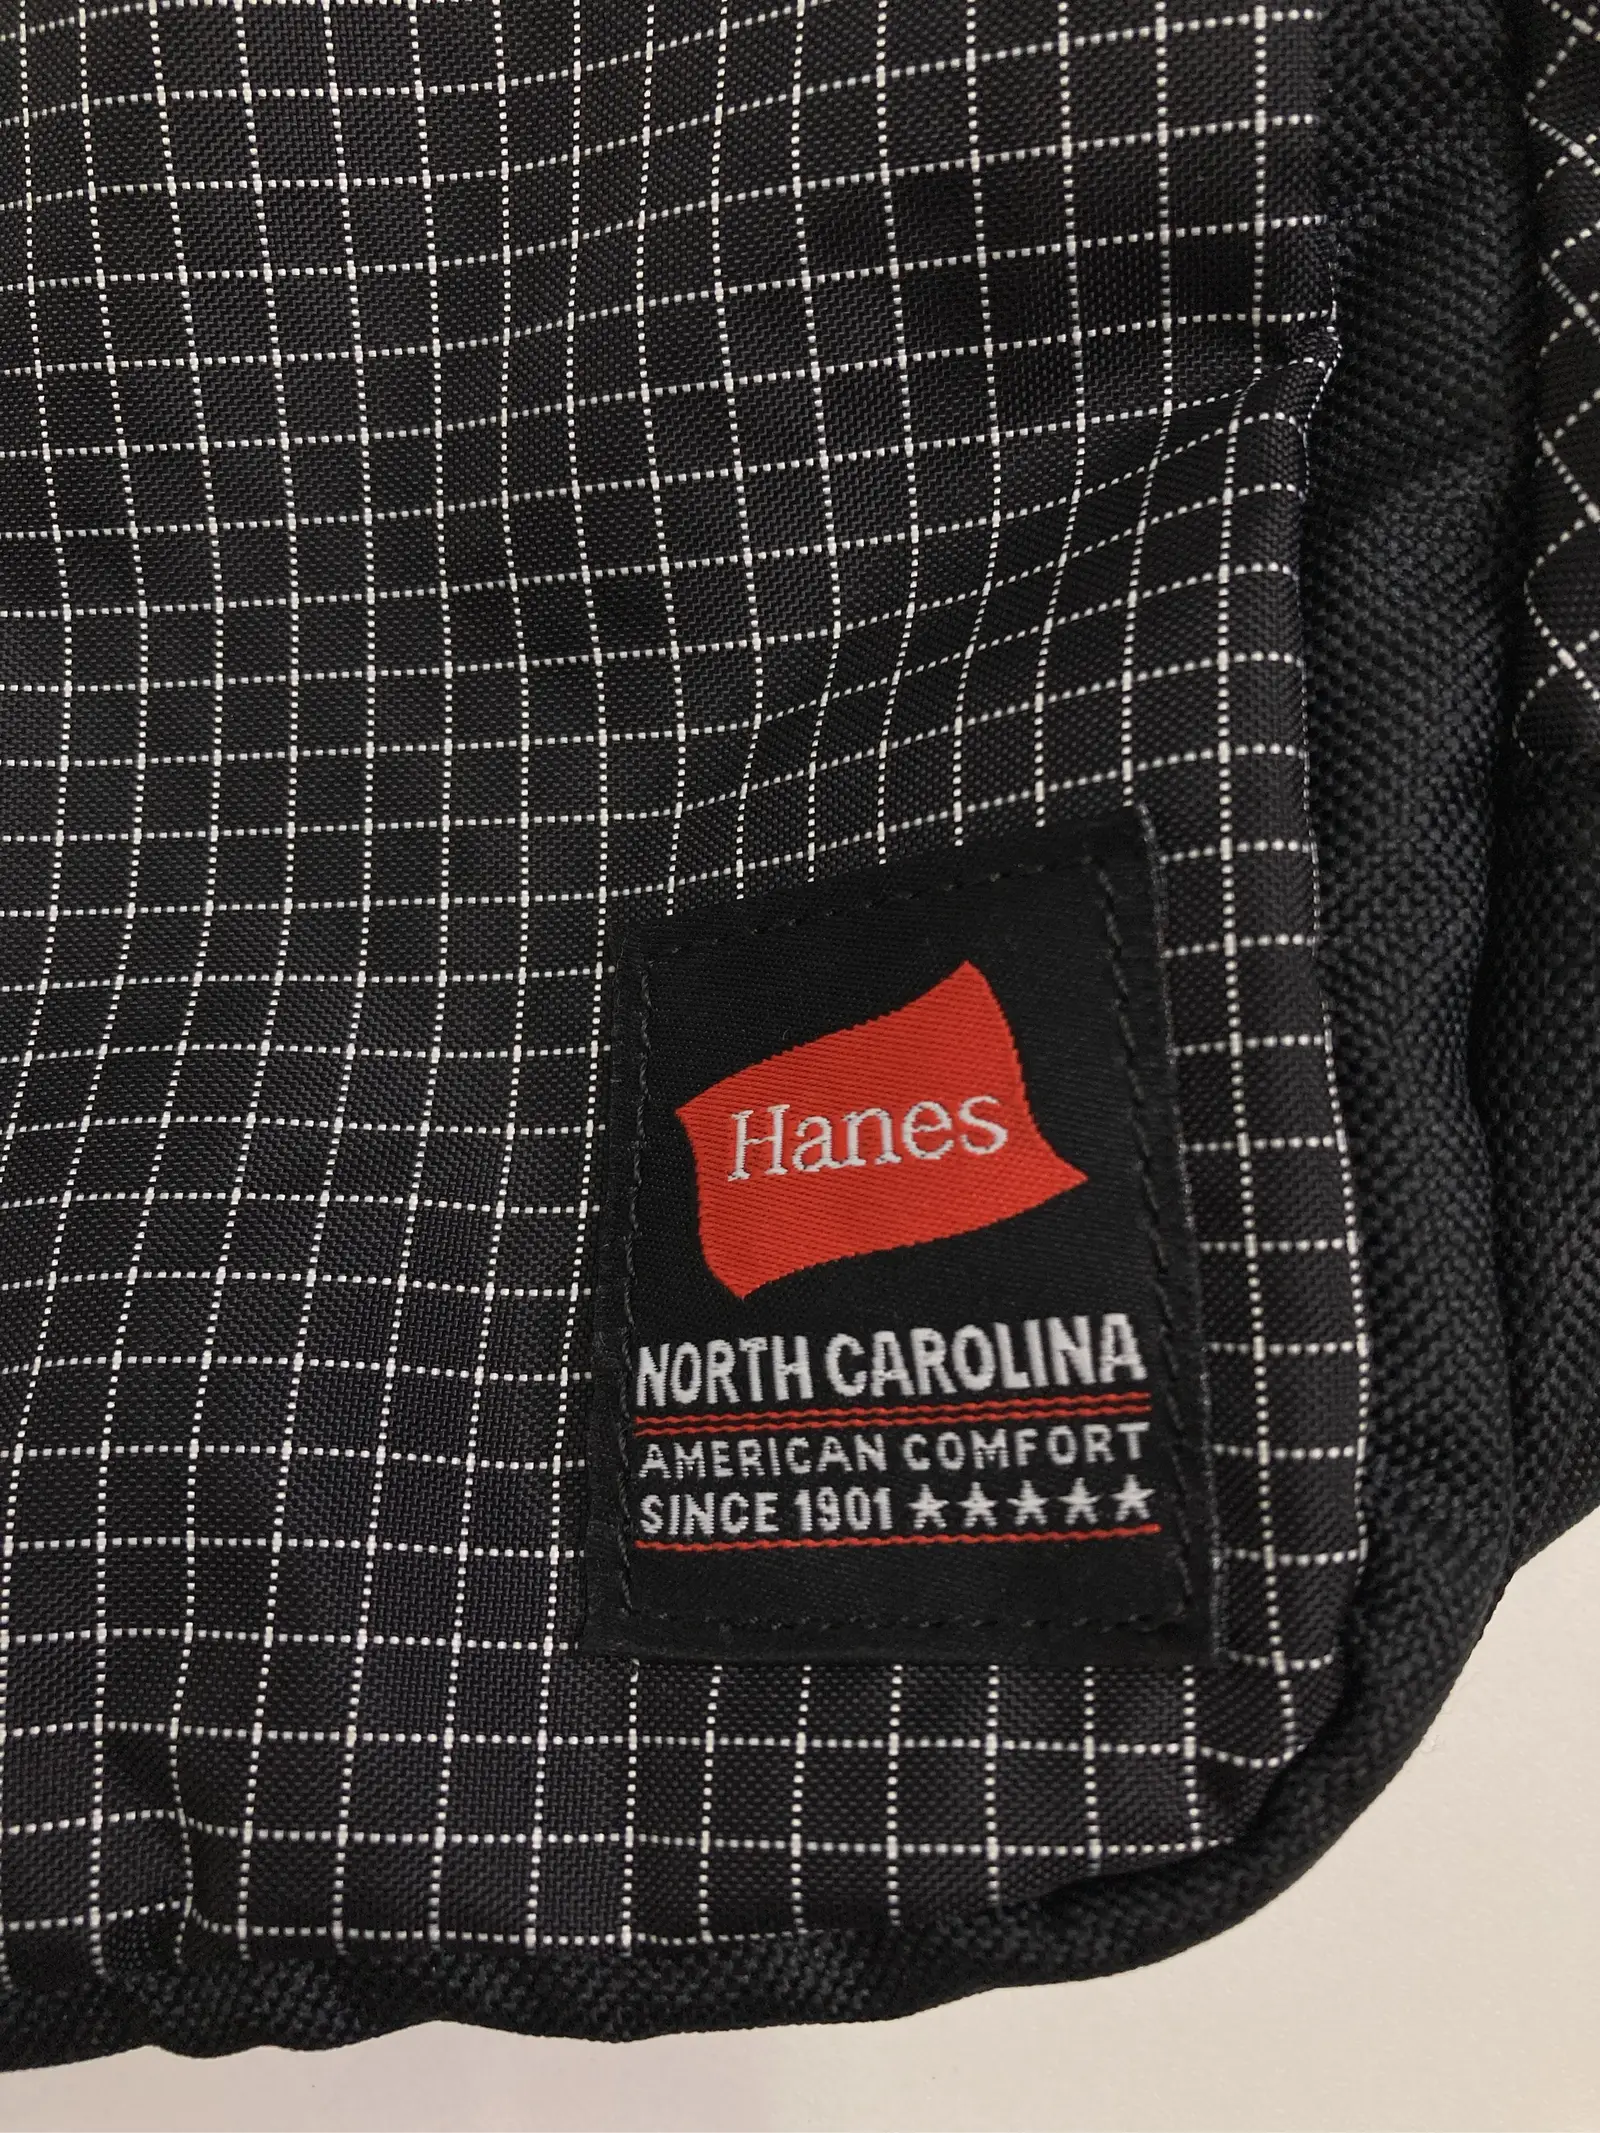 Hanes
NORTH CAROLINA
AMERICAN COMFORT
SINCE 1901 ★★★★★